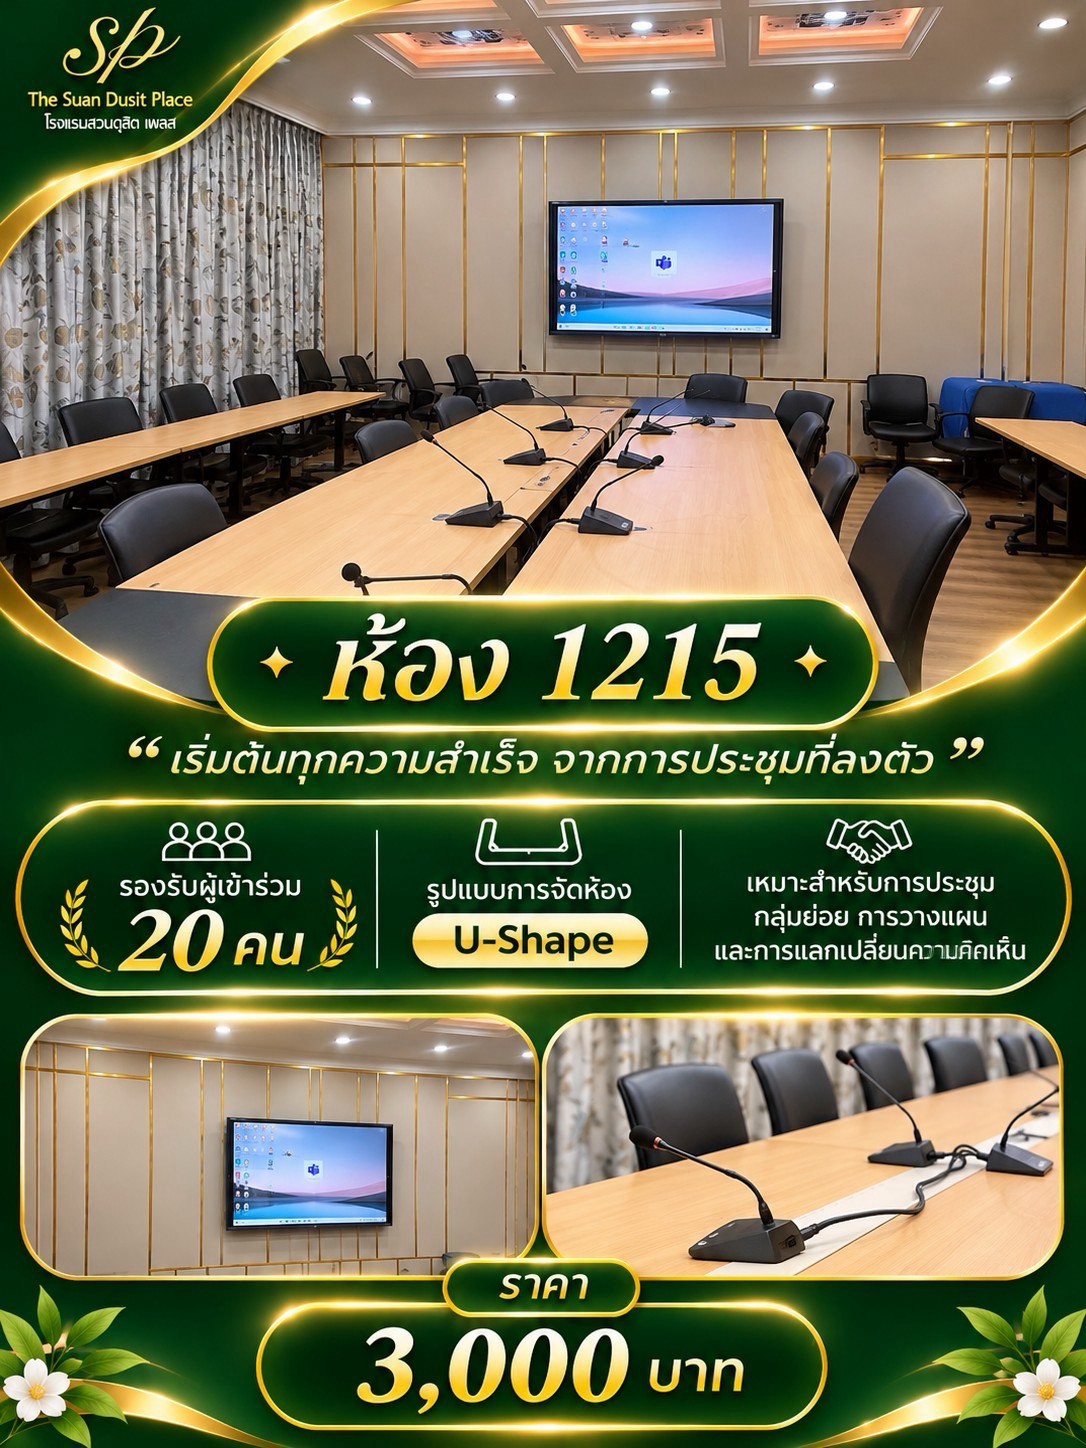 sp
The Suan Dusit Place
โรงแรมสวนดุสิต เพลส
ห้อง 1215
“ เริ่มต้นทุกความสำเร็จ จากการประชุมที่ลงตัว ”
รองรับผู้เข้าร่วม
20 คน
รูปแบบการจัดห้อง
U-Shape
เหมาะสำหรับการประชุม
กลุ่มย่อย การวางแผน
และการแลกเปลี่ยนความคิดเห็น
ราคา
3,000 บาท